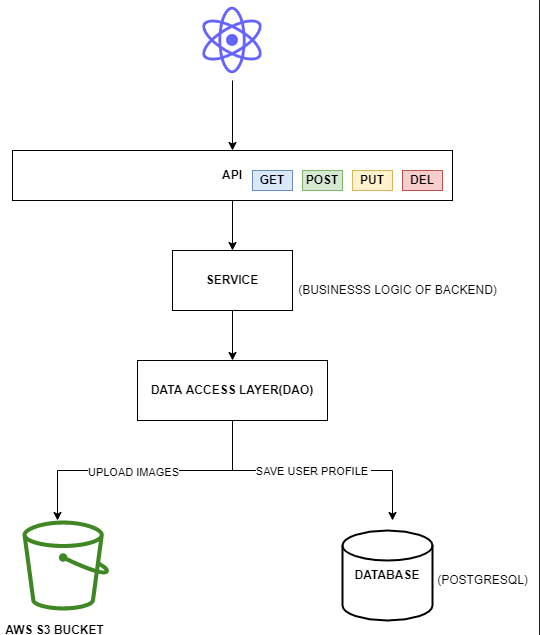 API
GET
POST
PUT
DEL
SERVICE
(BUSINESSS LOGIC OF BACKEND)
DATA ACCESS LAYER(DAO)
UPLOAD IMAGES
SAVE USER PROFILE
DATABASE
(POSTGRESQL)
AWS S3 BUCKET